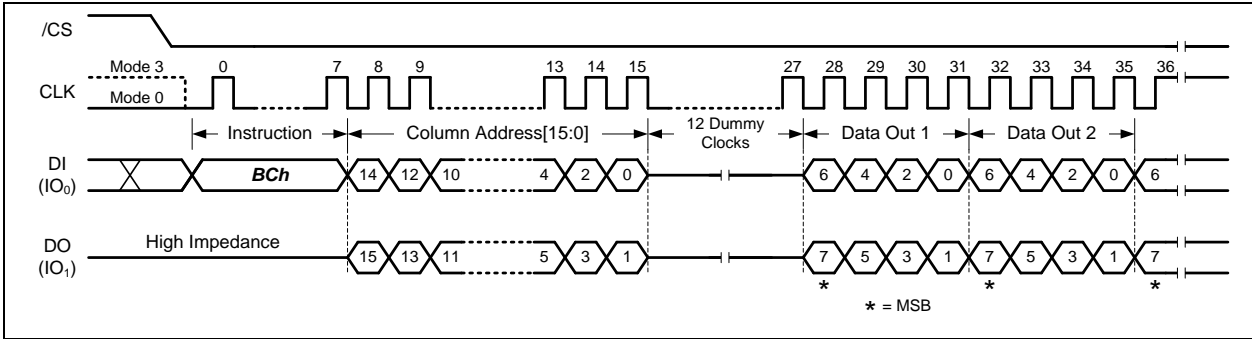 /CS
Mode 3 0 7 8 9 13 14 15 27 28 29 30 31 32 33 34 35 36
CLK
Mode 0
Instruction Column Address[15:0] 12 Dummy Clocks Data Out 1 Data Out 2
DI
(IO₀)
BCh 14 12 10 4 2 0 6 4 2 0 6 4 2 0 6
High Impedance
DO
(IO₁)
15 13 11 5 3 1 7 5 3 1 7 5 3 1 7
* * *
* = MSB